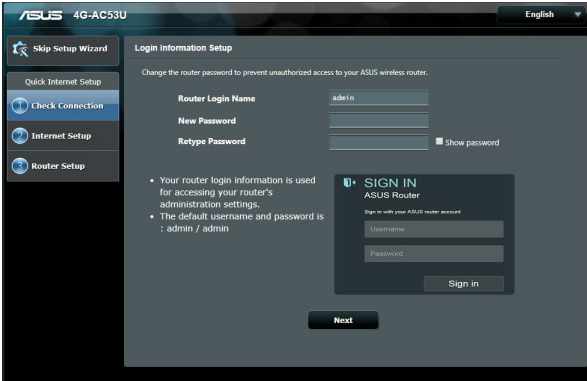 ASUS 4G-AC53U
English
Skip Setup Wizard
Quick Internet Setup
1 Check Connection
2 Internet Setup
3 Router Setup
Login Information Setup
Change the router password to prevent unauthorized access to your ASUS wireless router.
Router Login Name admin
New Password
Retype Password Show password
• Your router login information is used
for accessing your router's
administration settings.
• The default username and password is
: admin / admin
SIGN IN
ASUS Router
Sign in with your ASUS router account
Username
Password
Sign in
Next